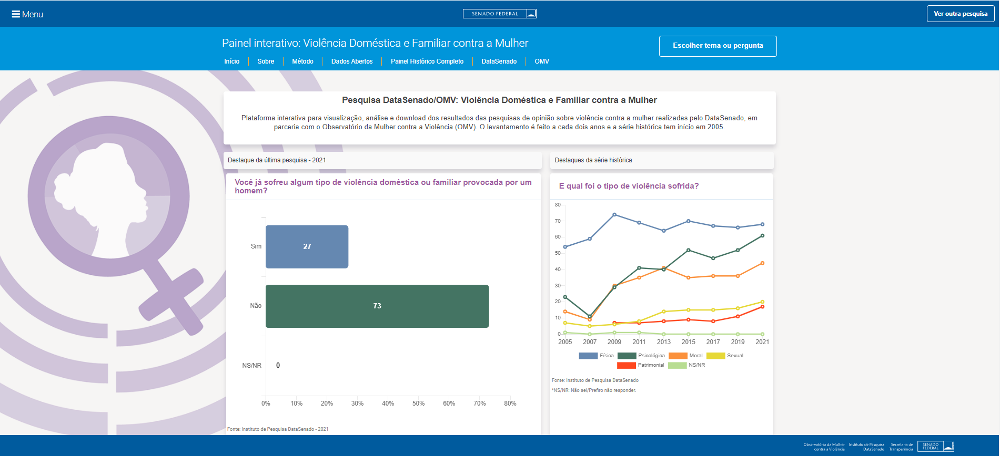 Menu
SENADO FEDERAL
Ver outra pesquisa
Painel interativo: Violência Doméstica e Familiar contra a Mulher
Escolher tema ou pergunta
Início
Sobre
Método
Dados Abertos
Painel Histórico Completo
DataSenado
OMV
Pesquisa DataSenado/OMV: Violência Doméstica e Familiar contra a Mulher
Plataforma interativa para visualização, análise e download dos resultados das pesquisas de opinião sobre violência contra a mulher realizadas pelo DataSenado, em
parceria com o Observatório da Mulher contra a Violência (OMV). O levantamento é feito a cada dois anos e a série histórica tem início em 2005.
Destaque da última pesquisa - 2021
Você já sofreu algum tipo de violência doméstica ou familiar provocada por um
homem?
Sim
27
Não
73
NS/NR
0
0% 10% 20% 30% 40% 50% 60% 70% 80%
Fonte: Instituto de Pesquisa DataSenado - 2021
Destaques da série histórica
E qual foi o tipo de violência sofrida?
80
70
60
50
40
30
20
10
0
2005 2007 2009 2011 2013 2015 2017 2019 2021
Física Psicológica Moral Sexual
Patrimonial NS/NR
Fonte: Instituto de Pesquisa DataSenado
*NS/NR: Não sei/Prefiro não responder.
Observatório da Mulher
contra a Violência
Instituto de Pesquisa
DataSenado
Secretaria de
Transparência
SENADO
FEDERAL